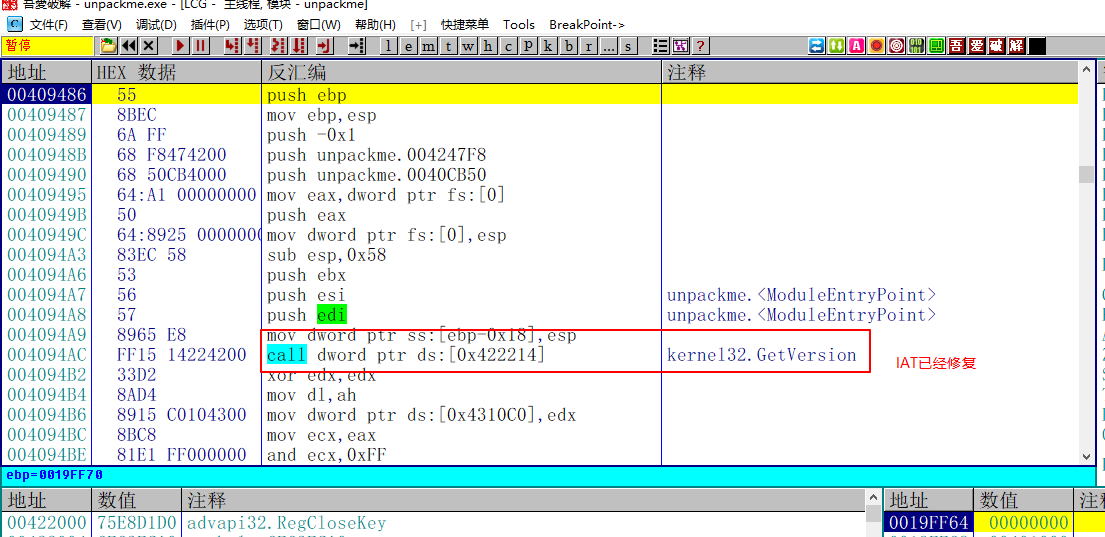 吾愛破解 - unpackme.exe - [LCG - 主线程, 模块 - unpackme]
C 文件(F) 查看(V) 调试(D) 插件(P) 选项(T) 窗口(W) 帮助(H) [+] 快捷菜单 Tools BreakPoint->
暂停 l e m t w h c p k b r ... s ? 吾 爱 破 解
地址 HEX 数据 反汇编 注释
00409486 55 push ebp
00409487 8BEC mov ebp,esp
00409489 6A FF push -0x1
0040948B 68 F8474200 push unpackme.004247F8
00409490 68 50CB4000 push unpackme.0040CB50
00409495 64:A1 00000000 mov eax,dword ptr fs:[0]
0040949B 50 push eax
0040949C 64:8925 0000000 mov dword ptr fs:[0],esp
004094A3 83EC 58 sub esp,0x58
004094A6 53 push ebx
004094A7 56 push esi unpackme.<ModuleEntryPoint>
004094A8 57 push edi unpackme.<ModuleEntryPoint>
004094A9 8965 E8 mov dword ptr ss:[ebp-0x18],esp
004094AC FF15 14224200 call dword ptr ds:[0x422214] kernel32.GetVersion IAT已经修复
004094B2 33D2 xor edx,edx
004094B4 8AD4 mov dl,ah
004094B6 8915 C0104300 mov dword ptr ds:[0x4310C0],edx
004094BC 8BC8 mov ecx,eax
004094BE 81E1 FF000000 and ecx,0xFF
ebp=0019FF70
地址 数值 注释 地址 数值 注释
00422000 75E8D1D0 advapi32.RegCloseKey 0019FF64 00000000